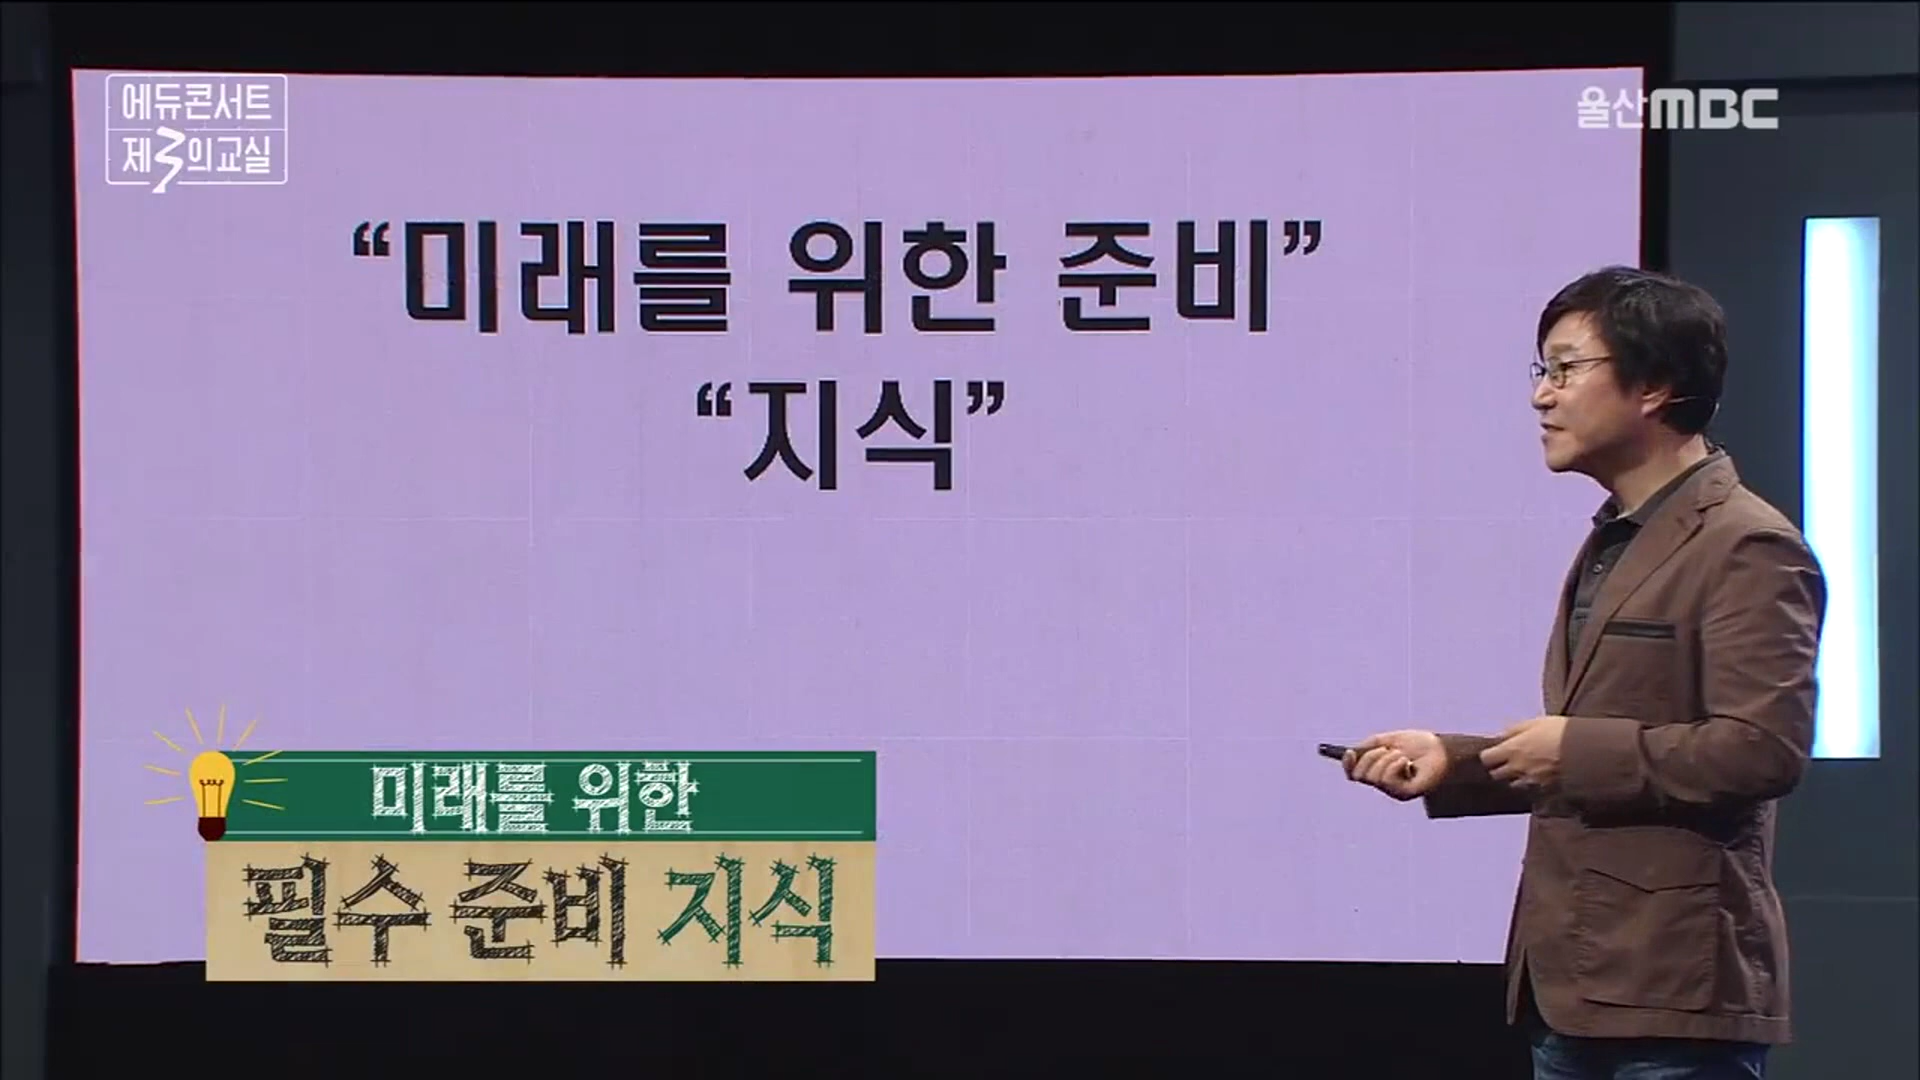 에듀콘서트
제3의교실
울산MBC
“미래를 위한 준비”
“지식”
미래를 위한
필수 준비 지식